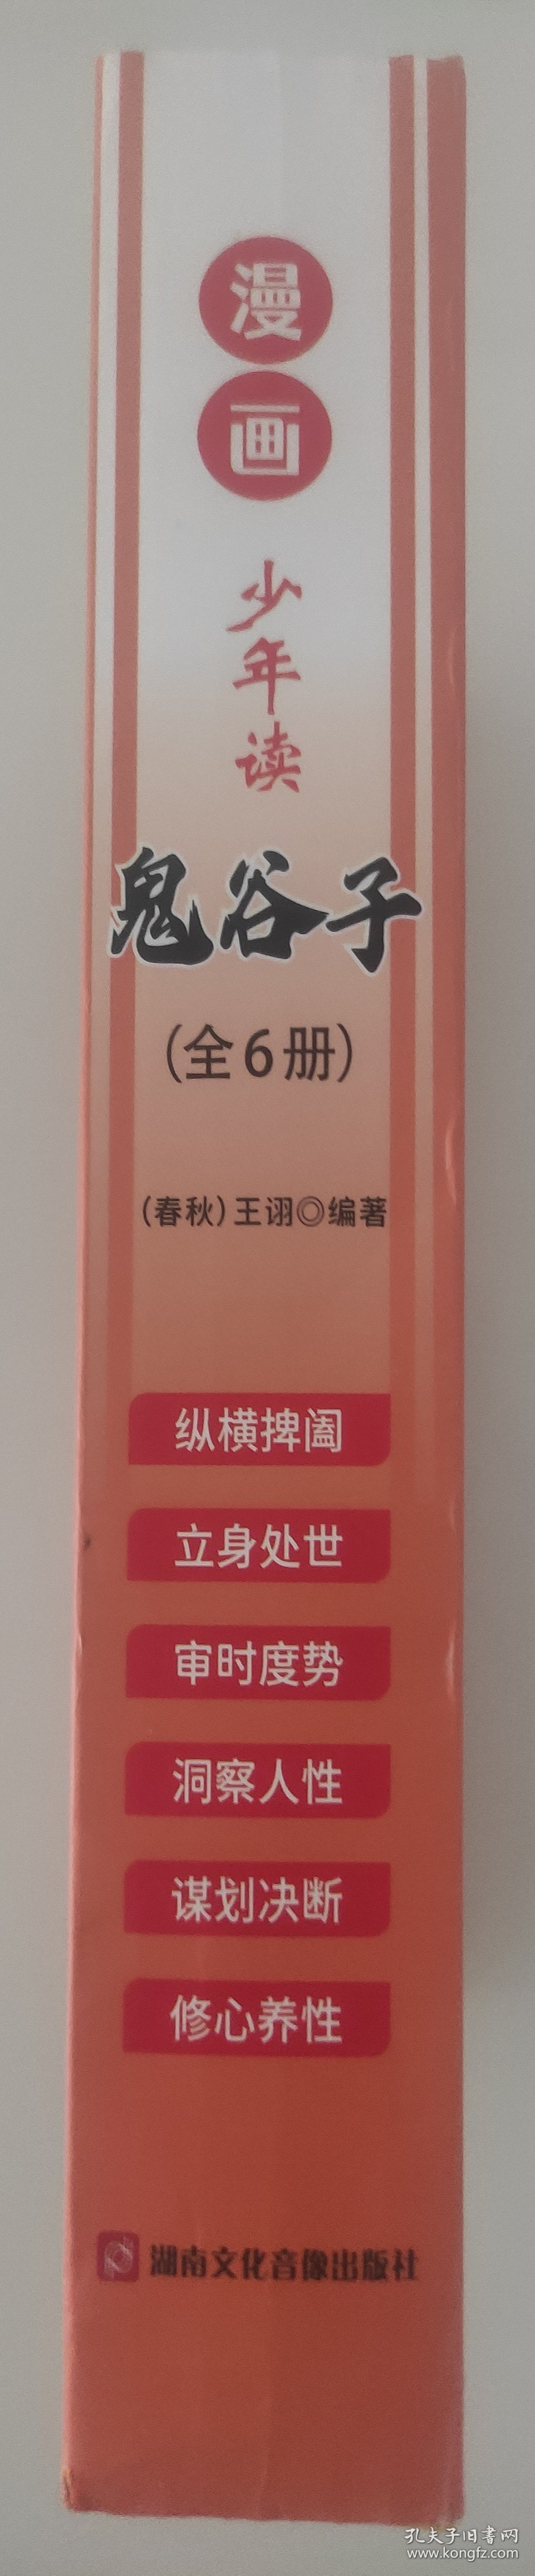 漫画
少年读
鬼谷子
（全6册）
（春秋）王诩◎编著
纵横捭阖
立身处世
审时度势
洞察人性
谋划决断
修心养性
湖南文化音像出版社
孔夫子旧书网
www.kongfz.com